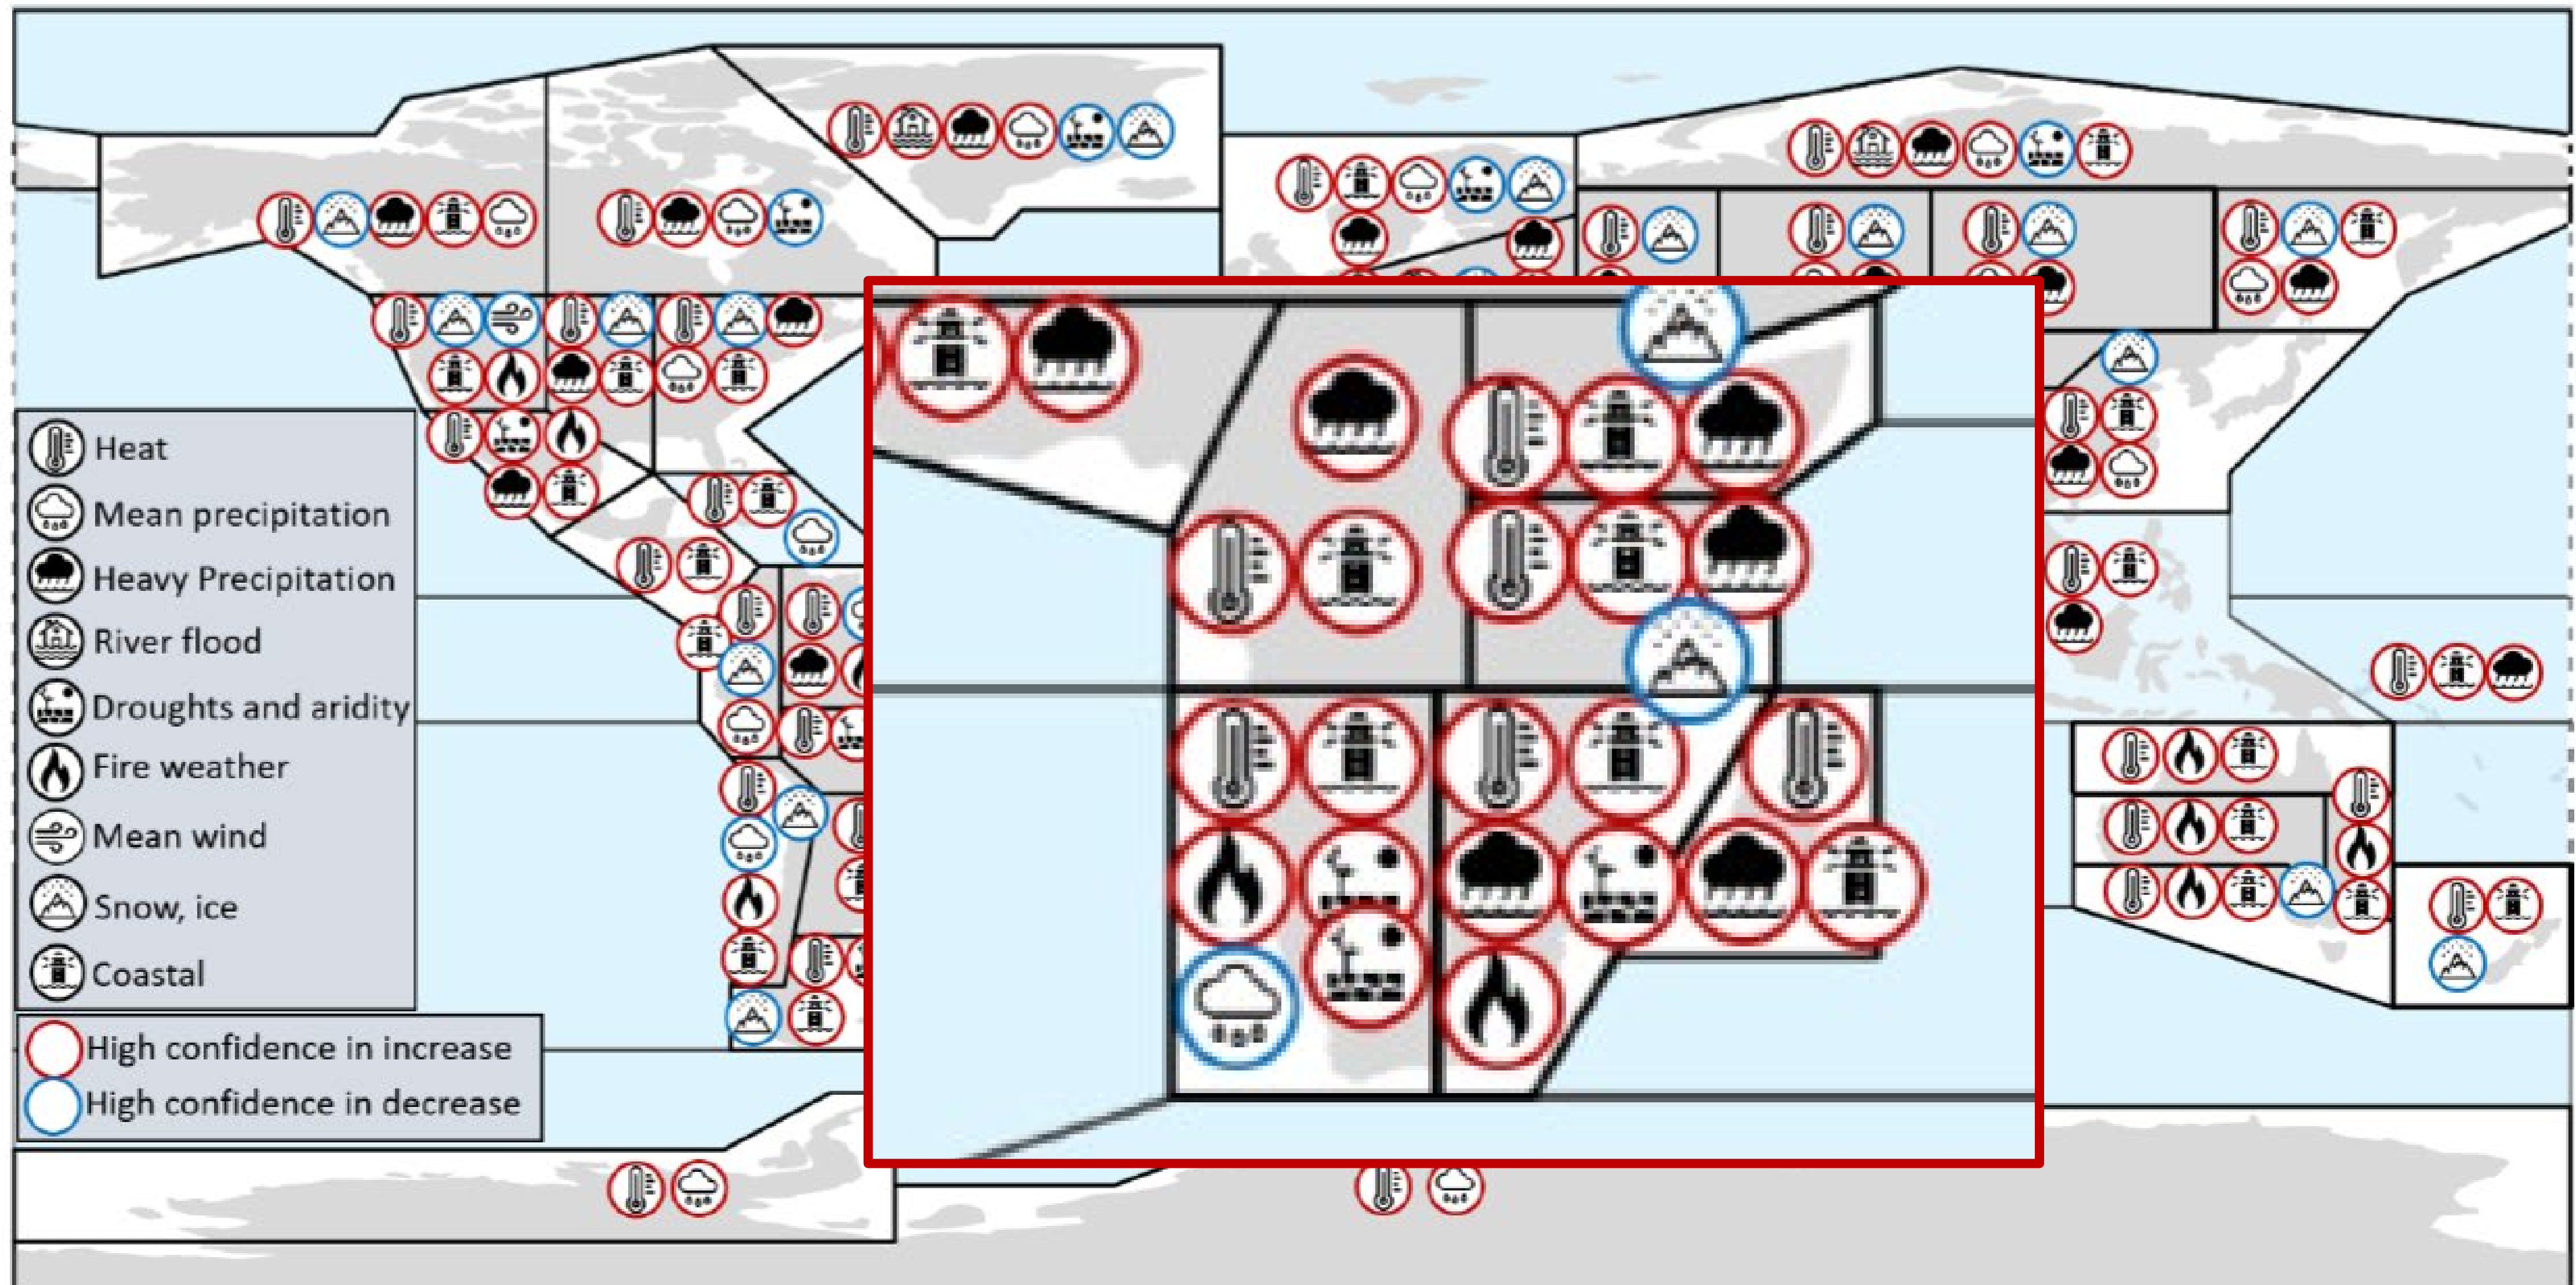 Heat
Mean precipitation
Heavy Precipitation
River flood
Droughts and aridity
Fire weather
Mean wind
Snow, ice
Coastal
High confidence in increase
High confidence in decrease